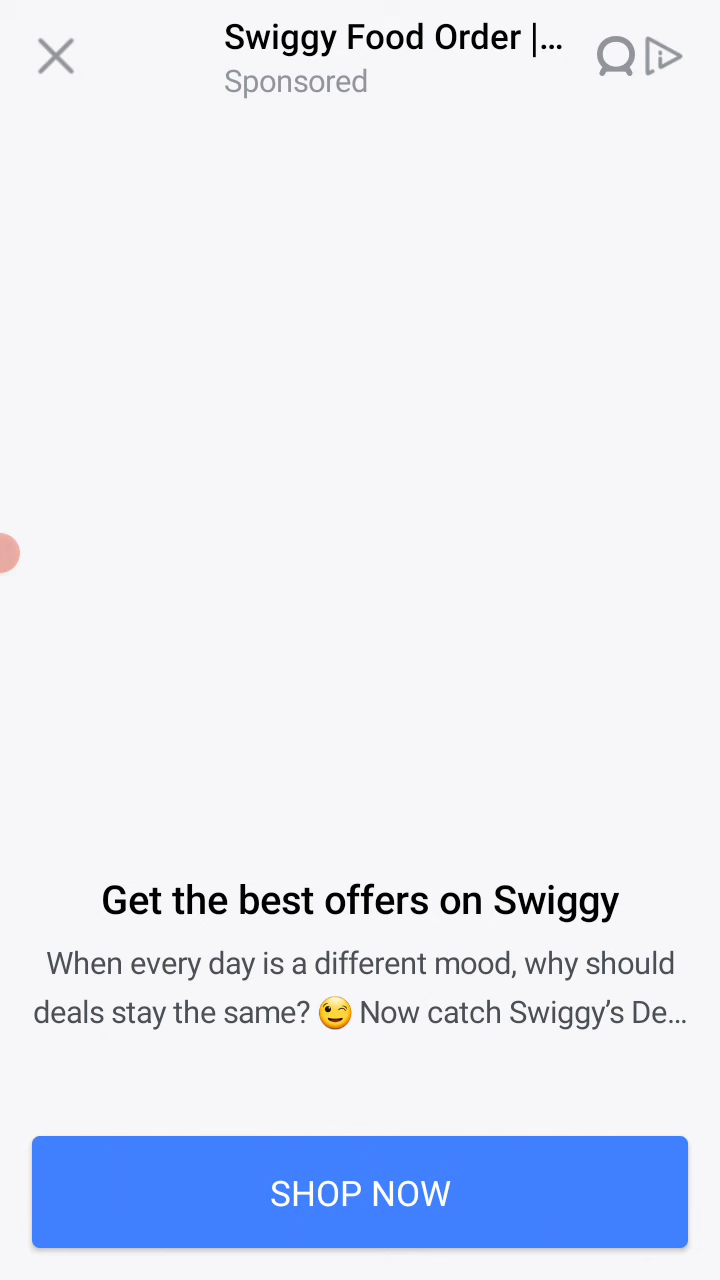 Swiggy Food Order |...
Sponsored
Get the best offers on Swiggy
When every day is a different mood, why should
deals stay the same? 😉 Now catch Swiggy’s De...
SHOP NOW